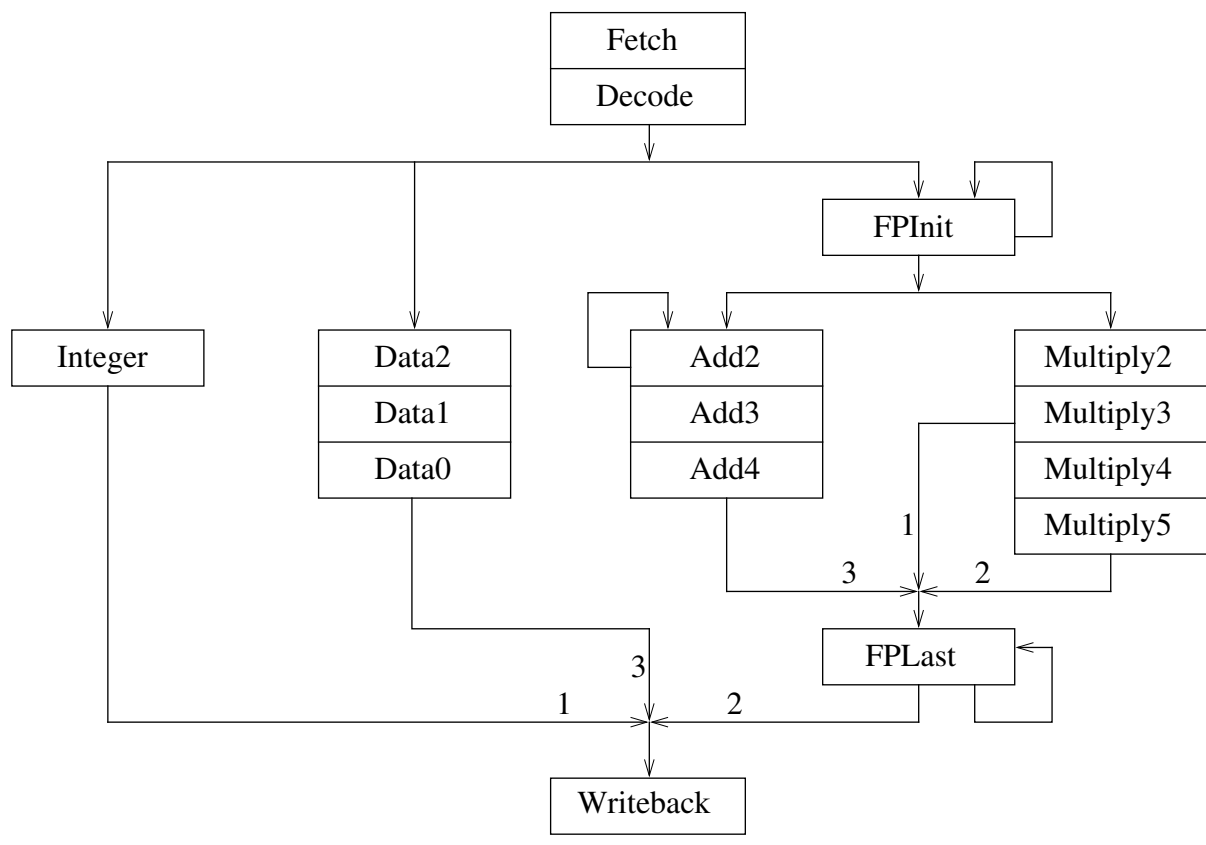 Fetch
Decode
FPInit
Integer
Data2
Add2
Multiply2
Data1
Add3
Multiply3
Data0
Add4
Multiply4
1
Multiply5
3
2
FPLast
3
1
2
Writeback